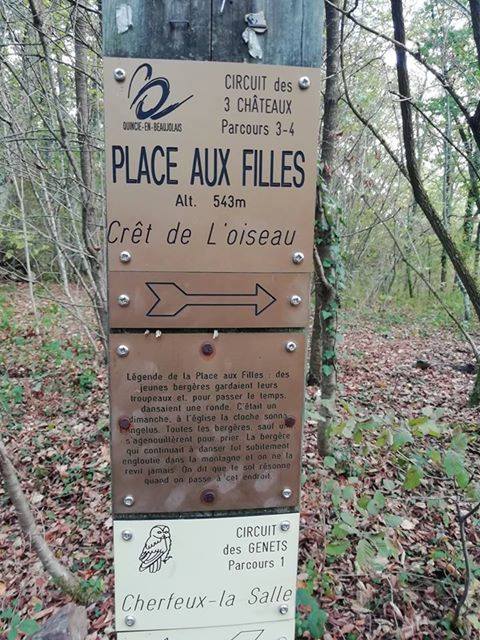 CIRCUIT des
3 CHÂTEAUX
Parcours 3-4
QUINCIE-EN-BEAUJOLAIS
PLACE AUX FILLES
Alt. 543m
Crêt de L'oiseau
Légende de la Place aux Filles : des
jeunes bergères gardaient leurs
troupeaux et, pour passer le temps,
dansaient une ronde. C'était un
dimanche, à l'église la cloche sonna
l'angelus. Toutes les bergères, sauf une
s'agenouillèrent pour prier. La bergère
qui continuait à danser fut subitement
engloutie dans la montagne et on ne la
revit jamais. On dit que le sol résonne
quand on passe à cet endroit.
CIRCUIT
des GENETS
Parcours 1
Cherfeux-la Salle